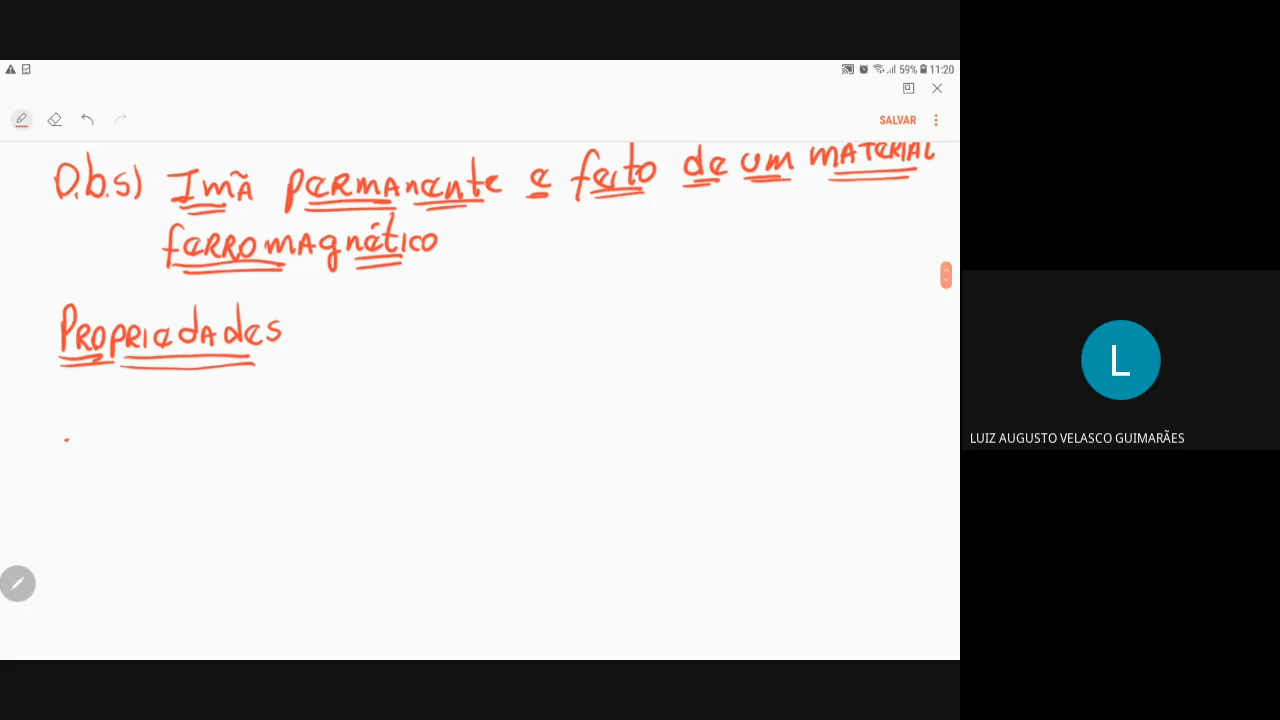 59% 11:20
SALVAR
O.b.s) Imã permanente e feito de um material
ferromagnético
Propriedades
L
LUIZ AUGUSTO VELASCO GUIMARÃES